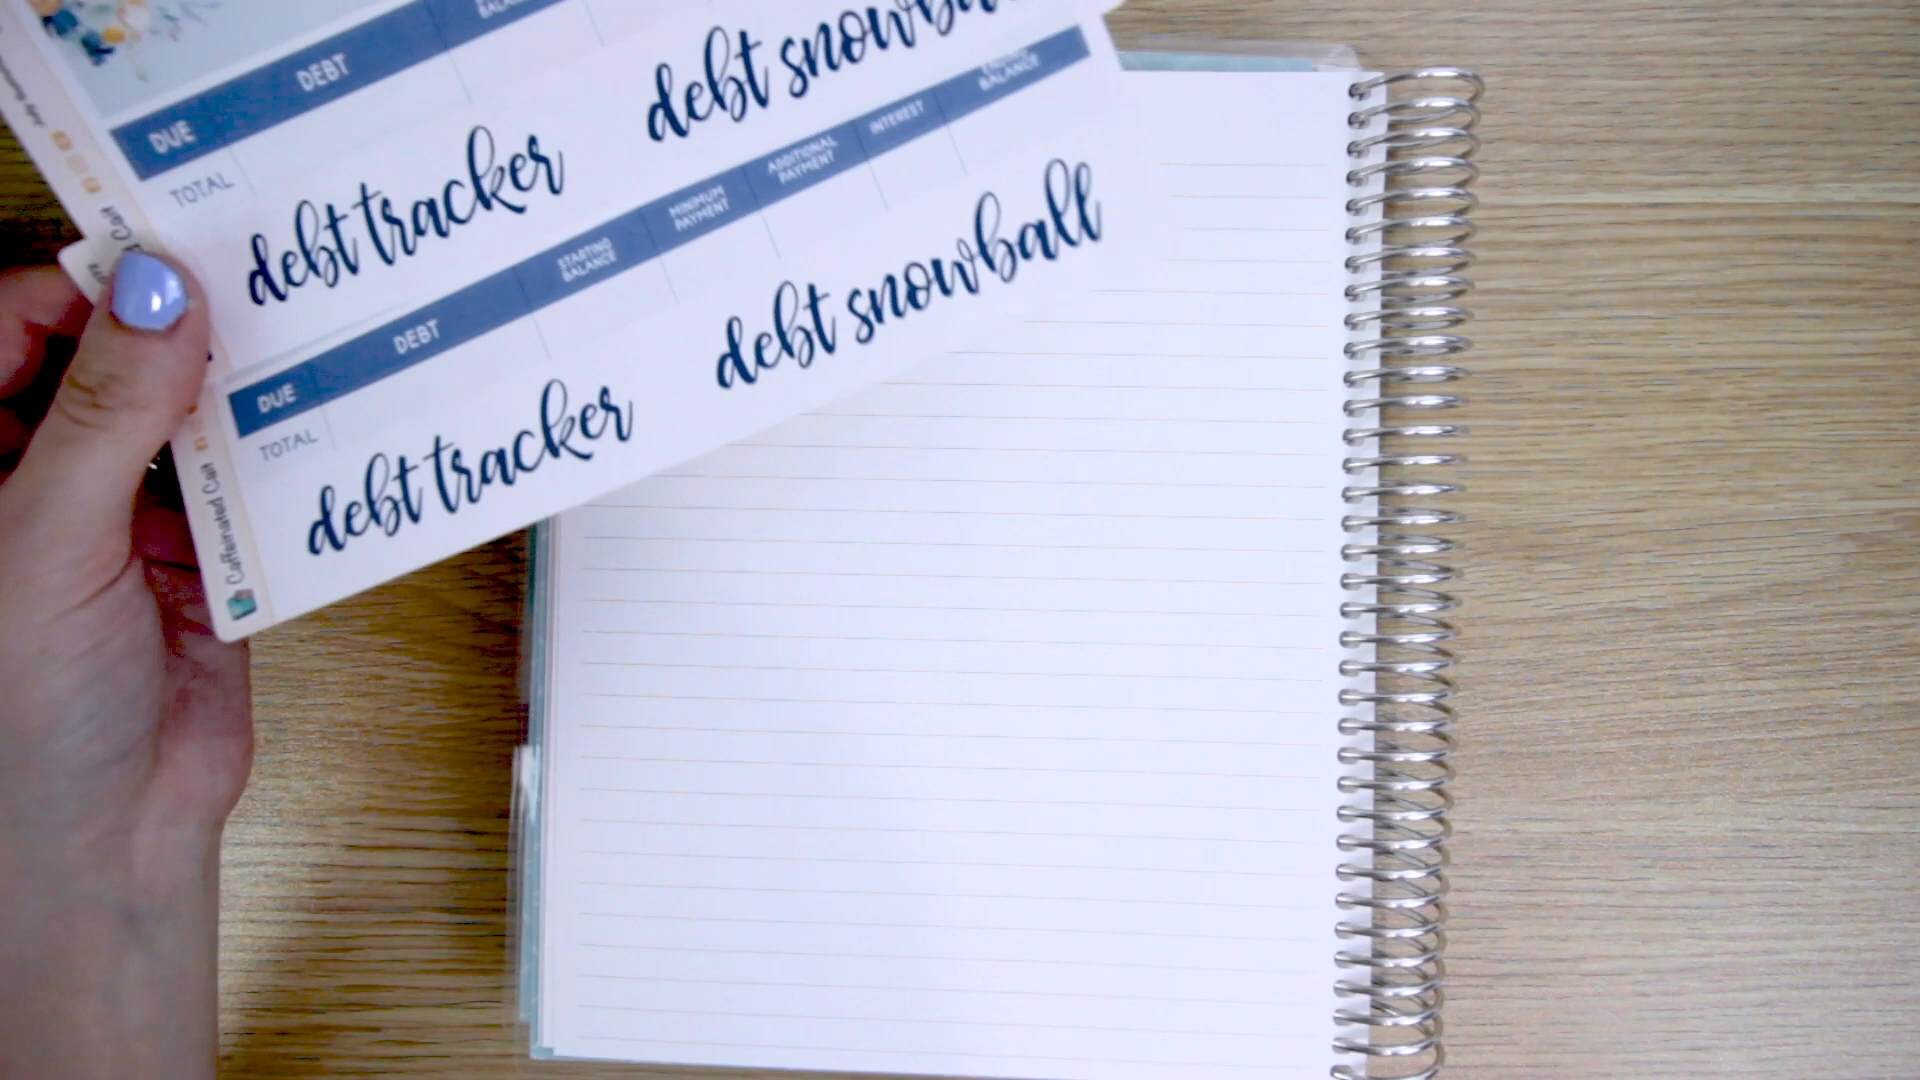 DUE DEBT
TOTAL
debt tracker debt snowball
DUE DEBT STARTING BALANCE MINIMUM PAYMENT ADDITIONAL PAYMENT INTEREST BALANCE
TOTAL
debt tracker debt snowball
Caffeinated Cait